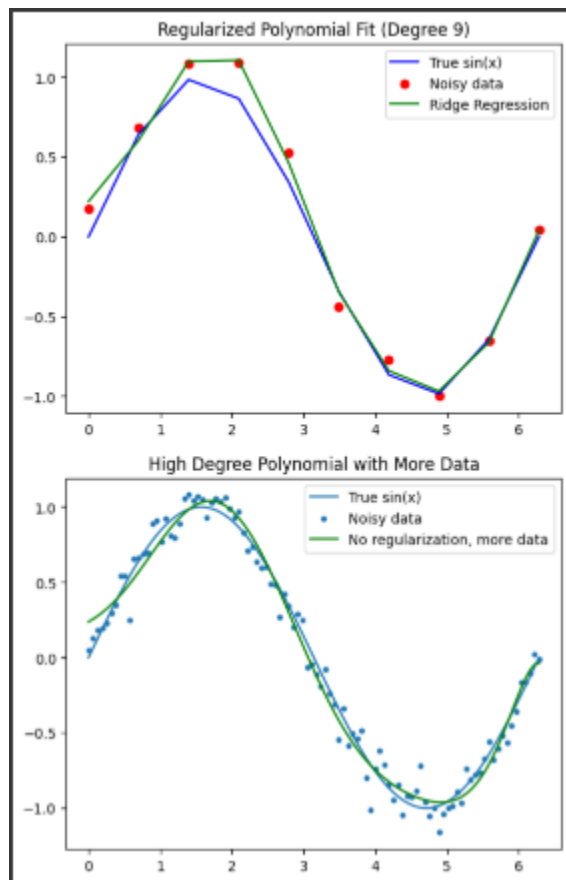 Regularized Polynomial Fit (Degree 9)
True sin(x)
Noisy data
Ridge Regression
1.0
0.5
0.0
−0.5
−1.0
0 1 2 3 4 5 6
High Degree Polynomial with More Data
True sin(x)
Noisy data
No regularization, more data
1.0
0.5
0.0
−0.5
−1.0
0 1 2 3 4 5 6